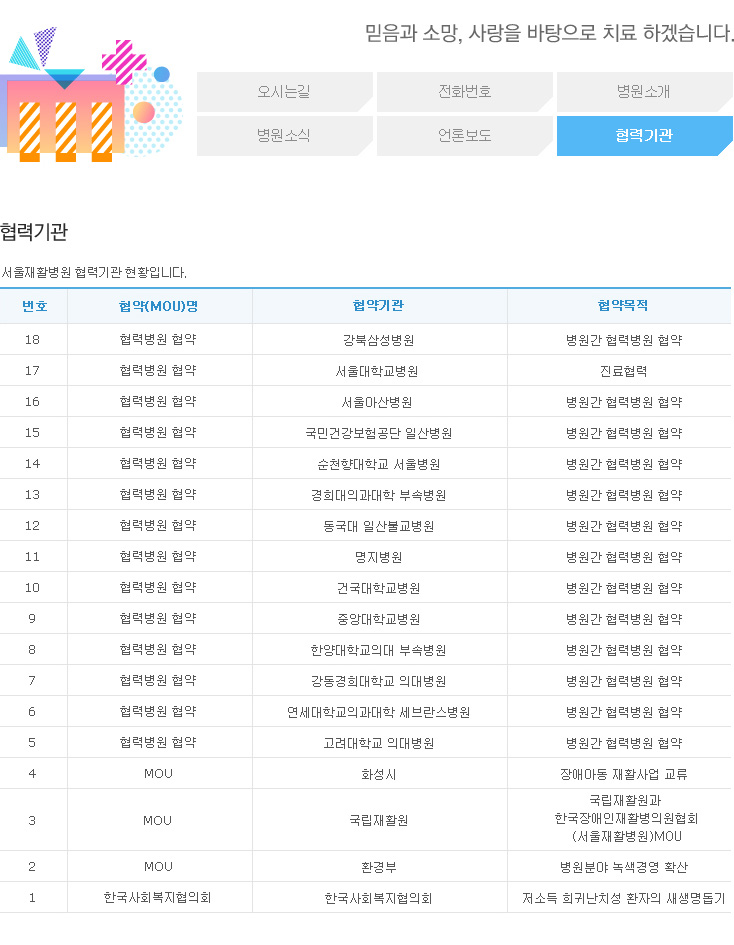 믿음과 소망, 사랑을 바탕으로 치료 하겠습니다.
오시는길 전화번호 병원소개
병원소식 언론보도 협력기관
협력기관
서울재활병원 협력기관 현황입니다.
번호 협약(MOU)명 협약기관 협약목적
18 협력병원 협약 강북삼성병원 병원간 협력병원 협약
17 협력병원 협약 서울대학교병원 진료협력
16 협력병원 협약 서울아산병원 병원간 협력병원 협약
15 협력병원 협약 국민건강보험공단 일산병원 병원간 협력병원 협약
14 협력병원 협약 순천향대학교 서울병원 병원간 협력병원 협약
13 협력병원 협약 경희대의과대학 부속병원 병원간 협력병원 협약
12 협력병원 협약 동국대 일산불교병원 병원간 협력병원 협약
11 협력병원 협약 명지병원 병원간 협력병원 협약
10 협력병원 협약 건국대학교병원 병원간 협력병원 협약
9 협력병원 협약 중앙대학교병원 병원간 협력병원 협약
8 협력병원 협약 한양대학교의대 부속병원 병원간 협력병원 협약
7 협력병원 협약 강동경희대학교 의대병원 병원간 협력병원 협약
6 협력병원 협약 연세대학교의과대학 세브란스병원 병원간 협력병원 협약
5 협력병원 협약 고려대학교 의대병원 병원간 협력병원 협약
4 MOU 화성시 장애아동 재활사업 교류
3 MOU 국립재활원 국립재활원과
한국장애인재활병의원협회
(서울재활병원)MOU
2 MOU 환경부 병원분야 녹색경영 확산
1 한국사회복지협의회 한국사회복지협의회 저소득 희귀난치성 환자의 새생명돕기